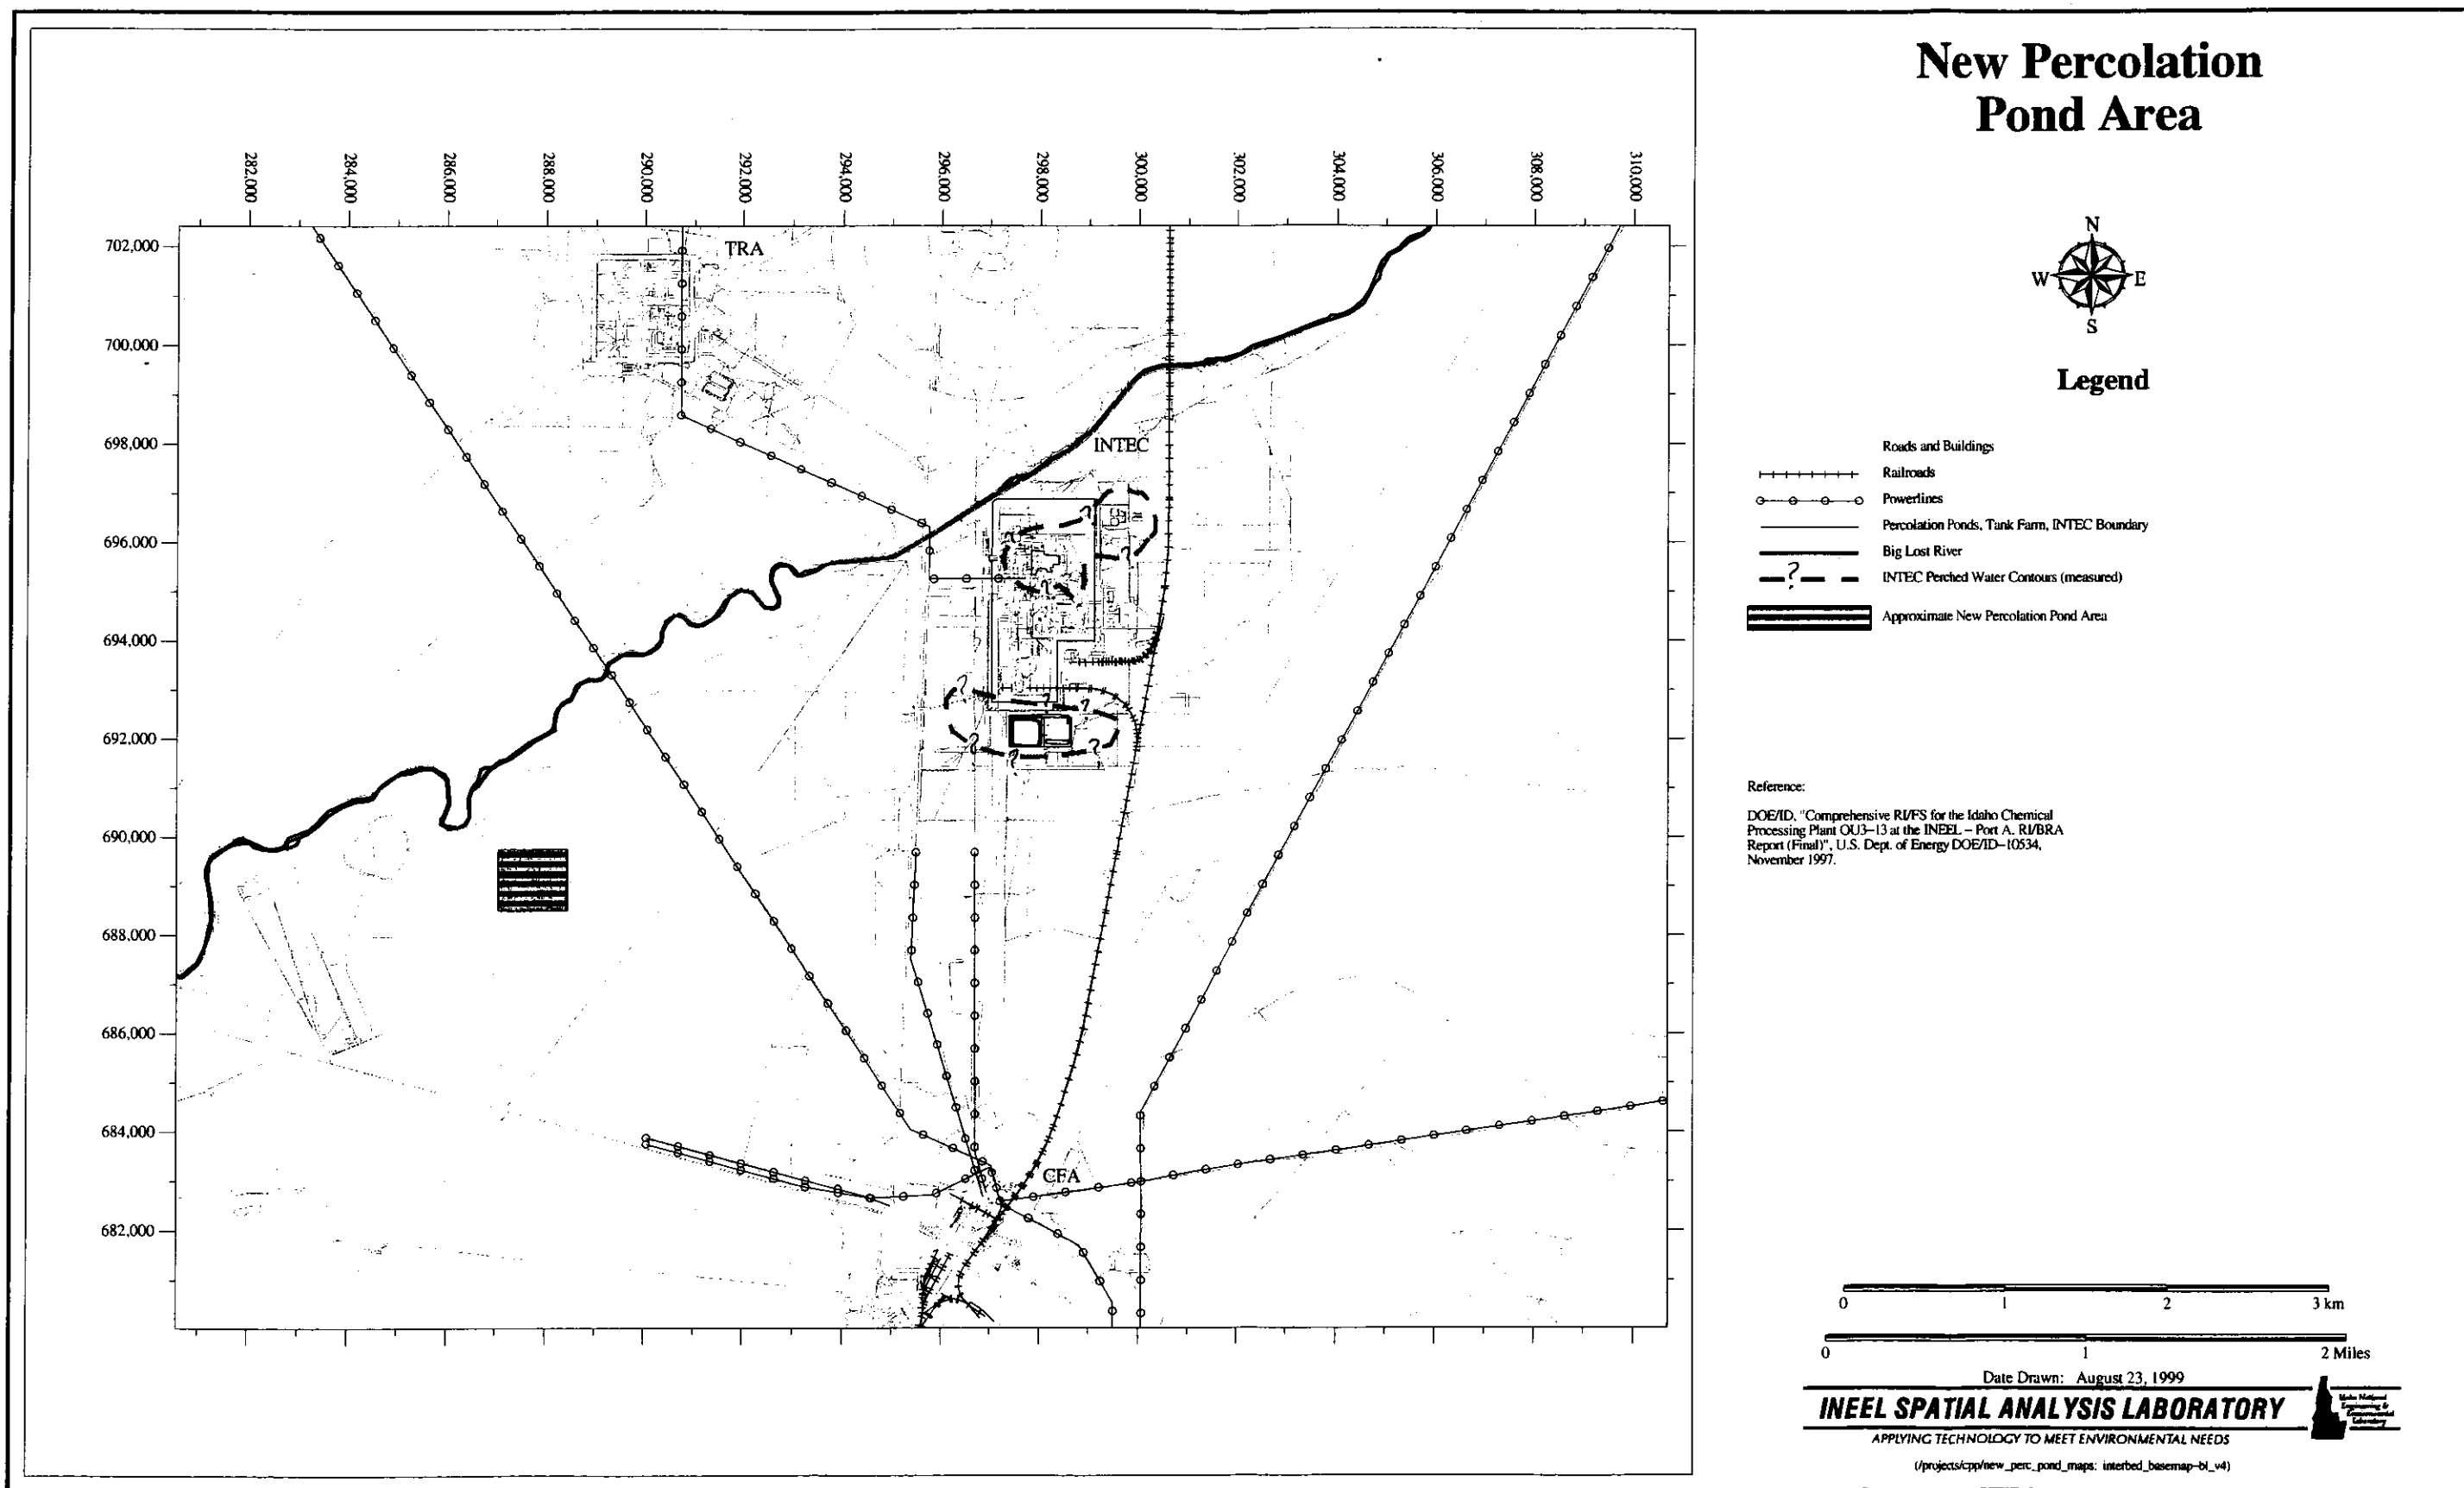 New Percolation
Pond Area
282,000
284,000
286,000
288,000
290,000
292,000
294,000
296,000
298,000
300,000
302,000
304,000
306,000
308,000
310,000
702,000
700,000
698,000
696,000
694,000
692,000
690,000
688,000
686,000
684,000
682,000
TRA
INTEC
CFA
?
?
?
?
?
?
?
?
?
?
?
N
W E
S
Legend
Roads and Buildings
Railroads
Powerlines
Percolation Ponds, Tank Farm, INTEC Boundary
Big Lost River
? INTEC Perched Water Contours (measured)
Approximate New Percolation Pond Area
Reference:
DOE/ID, "Comprehensive RI/FS for the Idaho Chemical
Processing Plant OU3-13 at the INEEL - Port A. RI/BRA
Report (Final)", U.S. Dept. of Energy DOE/ID-10534,
November 1997.
0 1 2 3 km
0 1 2 Miles
Date Drawn: August 23, 1999
INEEL SPATIAL ANALYSIS LABORATORY
Idaho National
Engineering &
Environmental
Laboratory
APPLYING TECHNOLOGY TO MEET ENVIRONMENTAL NEEDS
(/projects/cpp/new_perc_pond_maps: interbed_basemap-bl_v4)